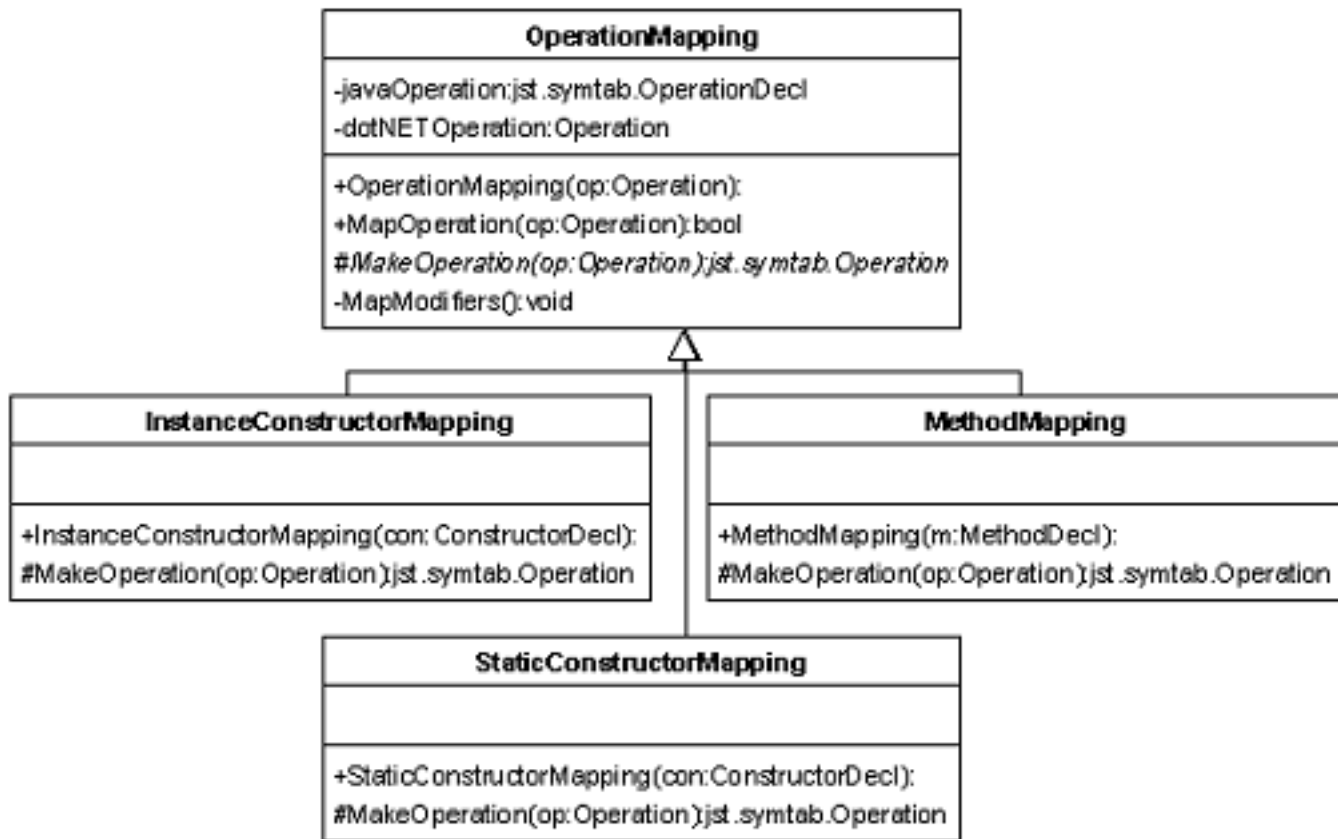 OperationMapping
-javaOperation:jst.symtab.OperationDecl
-dotNETOperation:Operation
+OperationMapping(op:Operation):
+MapOperation(op:Operation):bool
#MakeOperation(op:Operation):jst.symtab.Operation
-MapModifiers():void
InstanceConstructorMapping
+InstanceConstructorMapping(con:ConstructorDecl):
#MakeOperation(op:Operation):jst.symtab.Operation
MethodMapping
+MethodMapping(m:MethodDecl):
#MakeOperation(op:Operation):jst.symtab.Operation
StaticConstructorMapping
+StaticConstructorMapping(con:ConstructorDecl):
#MakeOperation(op:Operation):jst.symtab.Operation